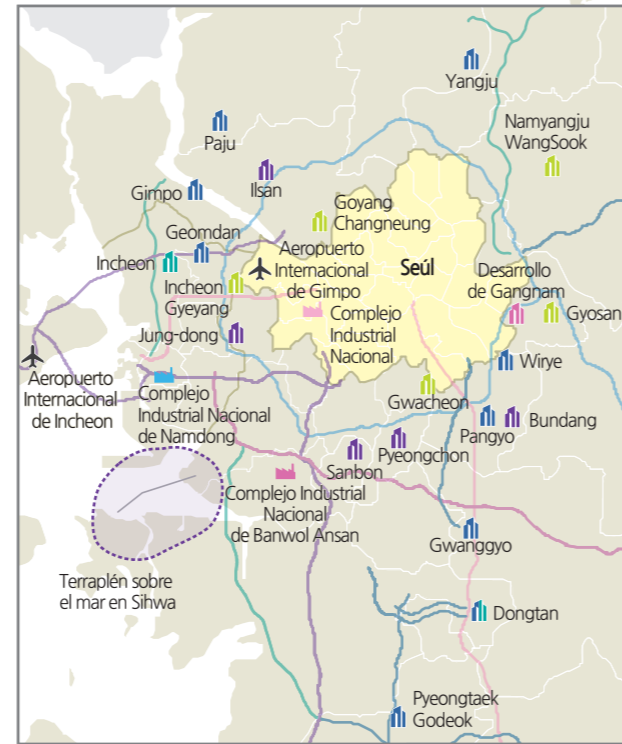 Yangju
Namyangju
WangSook
Paju
Ilsan
Gimpo
Goyang
Changneung
Geomdan
Aeropuerto
Internacional
de Gimpo
Seúl
Desarrollo
de Gangnam
Incheon
Incheon
Gyeyang
Gyosan
Jung-dong
Complejo
Industrial
Nacional
Wirye
Aeropuerto
Internacional
de Incheon
Complejo
Industrial Nacional
de Namdong
Gwacheon
Pangyo
Bundang
Pyeongchon
Sanbon
Complejo Industrial
Nacional
de Banwol Ansan
Gwanggyo
Terraplén sobre
el mar en Sihwa
Dongtan
Pyeongtaek
Godeok